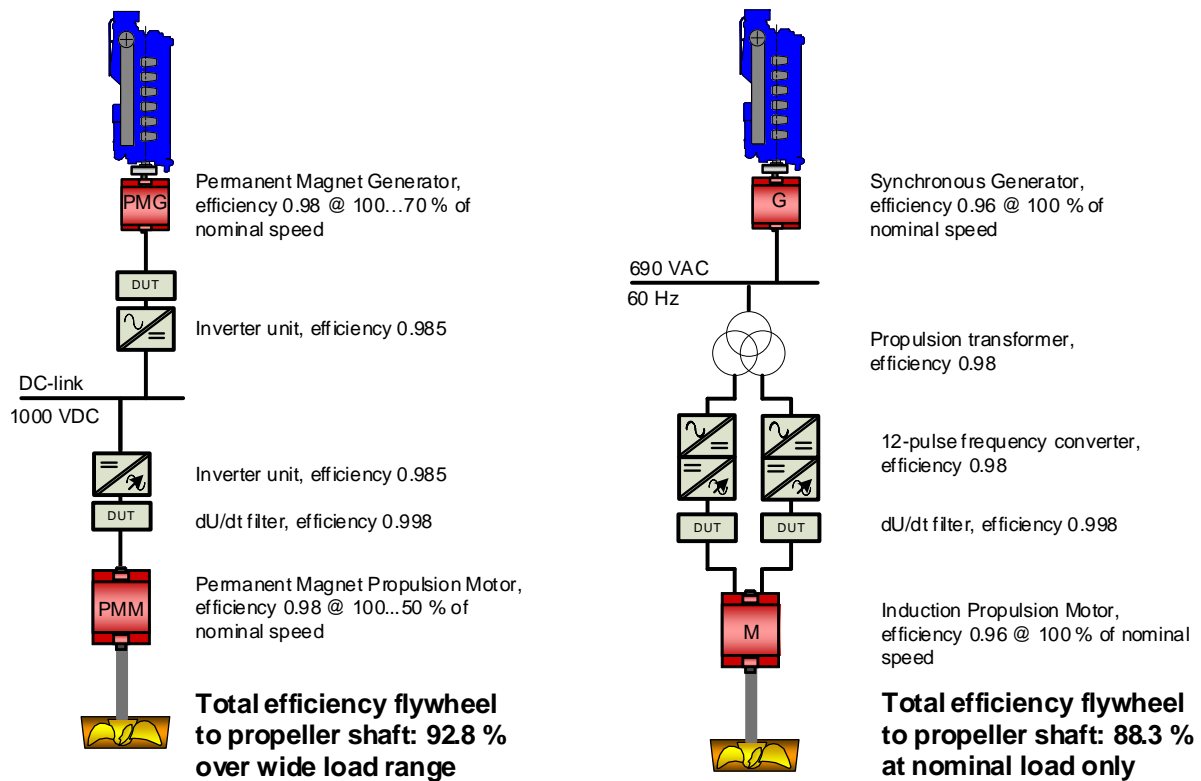 Permanent Magnet Generator,
efficiency 0.98 @ 100...70 % of
nominal speed
PMG
DUT
Inverter unit, efficiency 0.985
DC-link
1000 VDC
Inverter unit, efficiency 0.985
DUT
dU/dt filter, efficiency 0.998
Permanent Magnet Propulsion Motor,
efficiency 0.98 @ 100...50 % of
nominal speed
PMM
Total efficiency flywheel
to propeller shaft: 92.8 %
over wide load range
Synchronous Generator,
efficiency 0.96 @ 100 % of
nominal speed
G
690 VAC
60 Hz
Propulsion transformer,
efficiency 0.98
12-pulse frequency converter,
efficiency 0.98
DUT
DUT
dU/dt filter, efficiency 0.998
Induction Propulsion Motor,
efficiency 0.96 @ 100 % of nominal
speed
M
Total efficiency flywheel
to propeller shaft: 88.3 %
at nominal load only